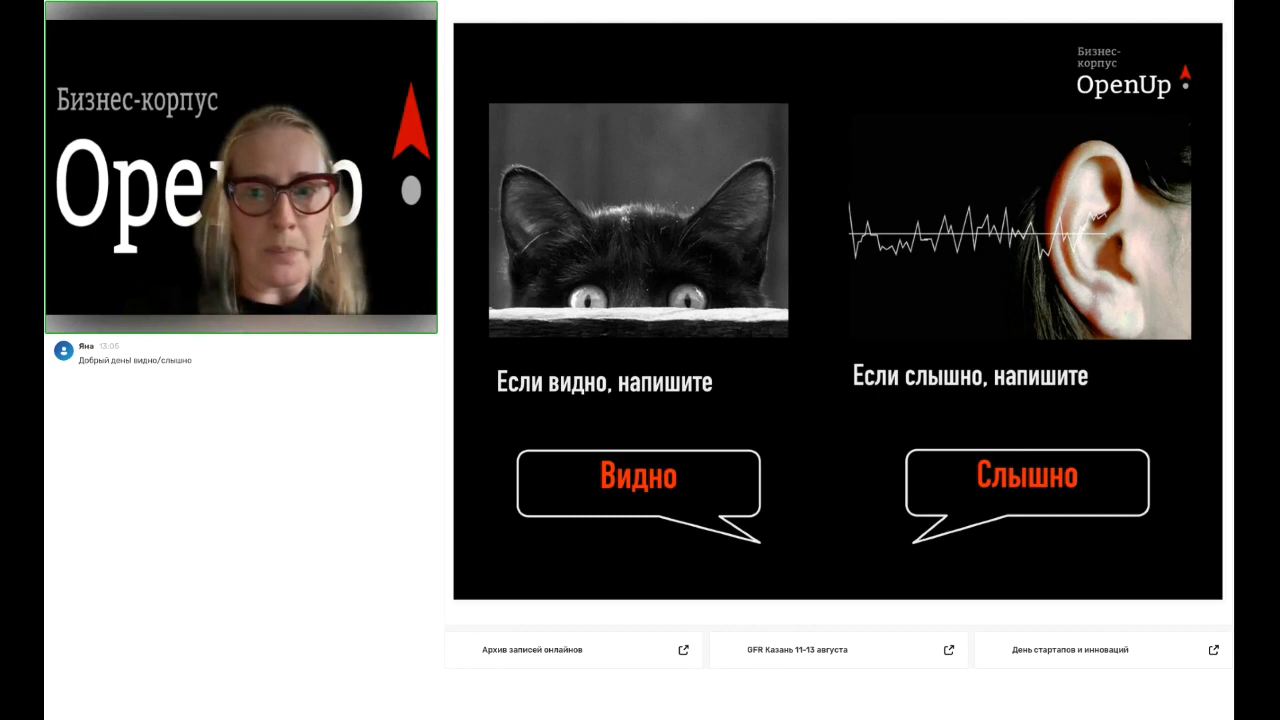 Бизнес-корпус
Яна 13:05
Добрый день! видно/слышно
Бизнес-
корпус
OpenUp
Если видно, напишите
Если слышно, напишите
Видно
Слышно
Архив записей онлайнов
GFR Казань 11-13 августа
День стартапов и инноваций